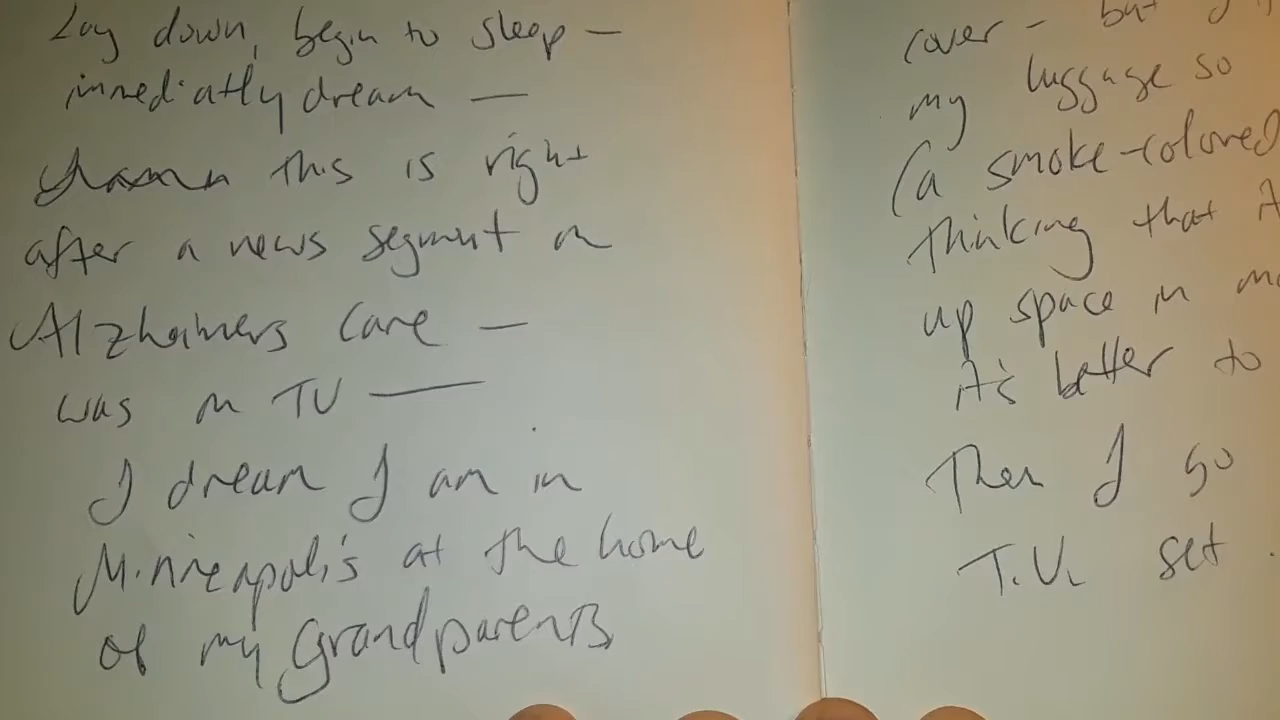 Lay down, begin to sleep —
immediatly dream —
this is right
after a news segment on
Alzheimers Care —
was on TV —
I dream I am in
Minneapolis at the home
of my Grandparents
cover - but
my luggage so
(a smoke-colored
thinking that it
up space in
it's better to
Then I go
T.V. set